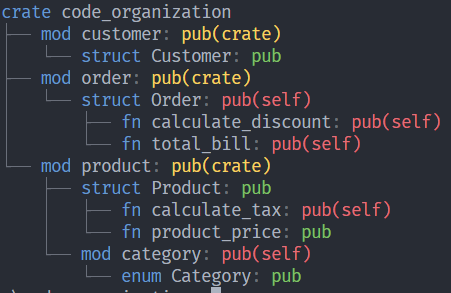 crate code_organization
├── mod customer: pub(crate)
│   └── struct Customer: pub
├── mod order: pub(crate)
│   └── struct Order: pub(self)
│       ├── fn calculate_discount: pub(self)
│       └── fn total_bill: pub(self)
└── mod product: pub(crate)
    ├── struct Product: pub
    │   ├── fn calculate_tax: pub(self)
    │   └── fn product_price: pub
    └── mod category: pub(self)
        └── enum Category: pub